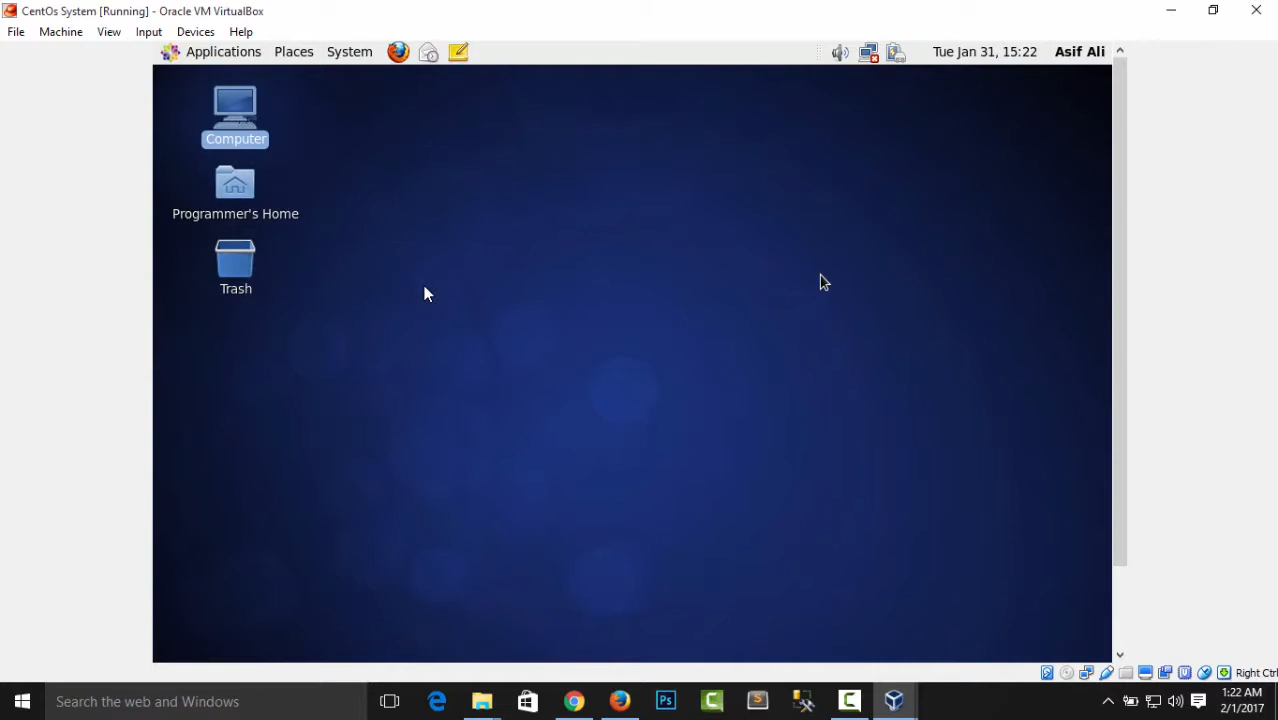 CentOs System [Running] - Oracle VM VirtualBox
File Machine View Input Devices Help
Applications Places System Tue Jan 31, 15:22 Asif Ali
Computer
Programmer's Home
Trash
Right Ctrl
Search the web and Windows
Ps
1:22 AM
2/1/2017